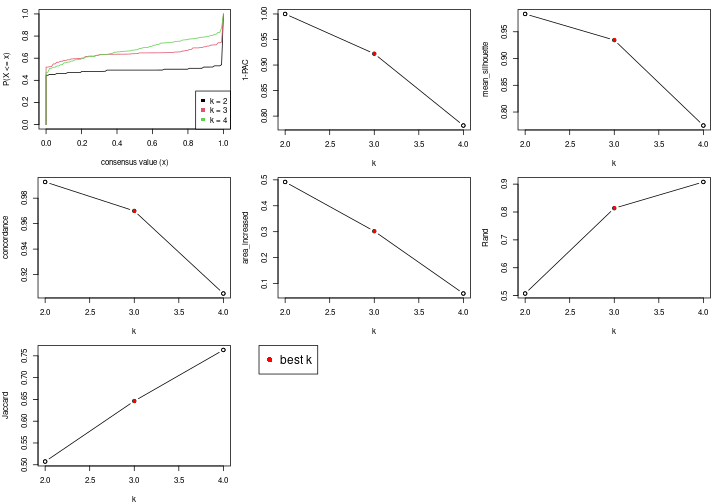 1.0
0.8
0.6
0.4
0.2
0.0
P(X <= x)
k = 2
k = 3
k = 4
0.0 0.2 0.4 0.6 0.8 1.0
consensus value (x)
1.00
0.95
0.90
0.85
0.80
1-PAC
2.0 2.5 3.0 3.5 4.0
k
0.95
0.90
0.85
0.80
mean_silhouette
2.0 2.5 3.0 3.5 4.0
k
0.98
0.96
0.94
0.92
concordance
2.0 2.5 3.0 3.5 4.0
k
0.5
0.4
0.3
0.2
0.1
area_increased
2.0 2.5 3.0 3.5 4.0
k
0.9
0.8
0.7
0.6
0.5
Rand
2.0 2.5 3.0 3.5 4.0
k
0.75
0.70
0.65
0.60
0.55
0.50
Jaccard
2.0 2.5 3.0 3.5 4.0
k
best k